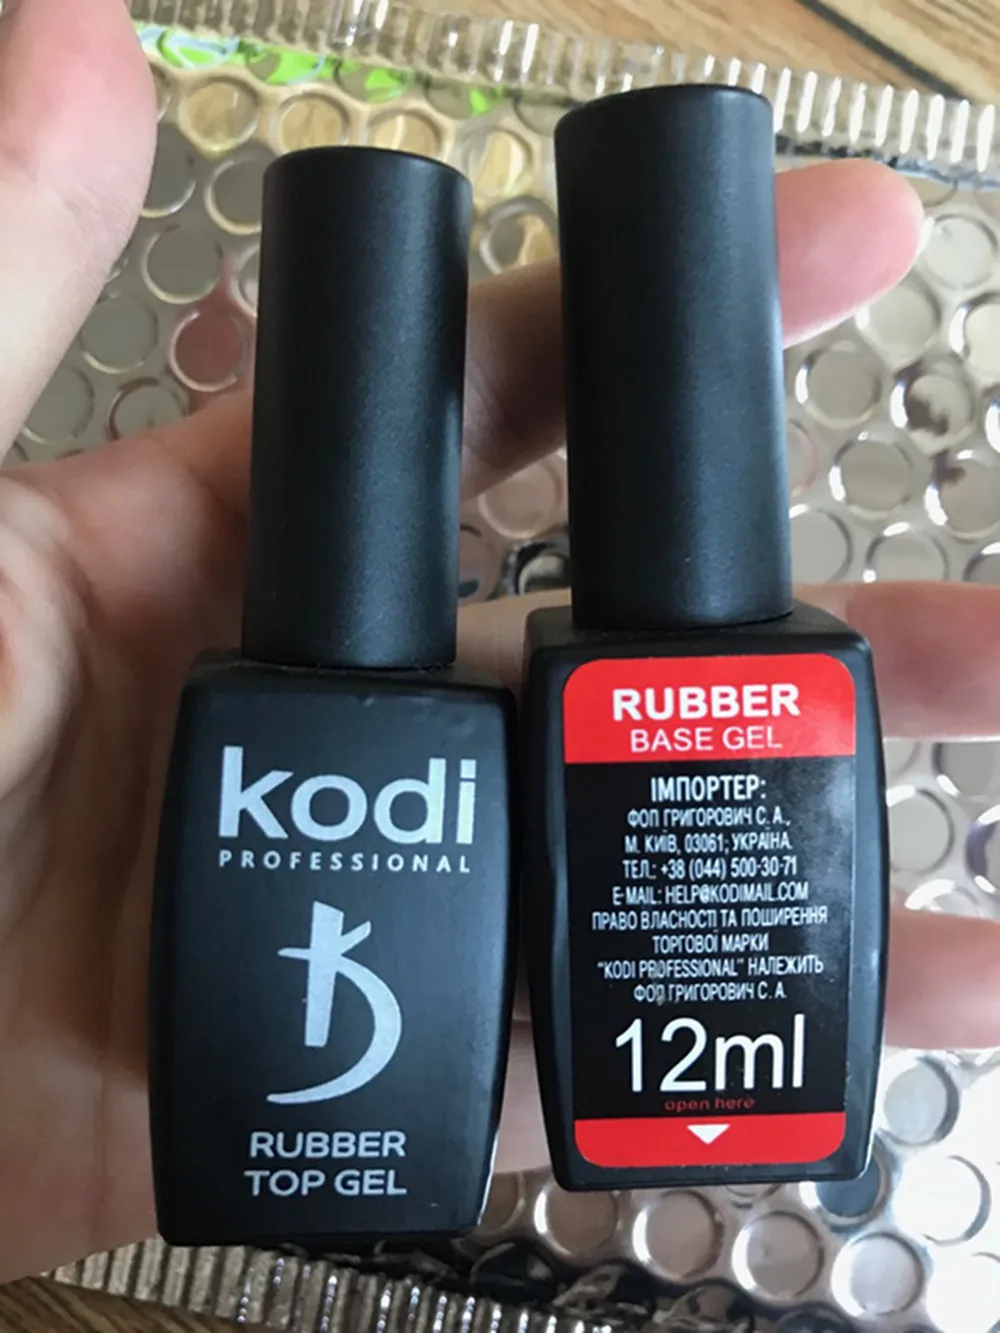 kodi
PROFESSIONAL
RUBBER
TOP GEL
RUBBER
BASE GEL
ІМПОРТЕР:
ФОП ГРИГОРОВИЧ С. А.,
М. КИЇВ, 03061; УКРАЇНА.
ТЕЛ.: +38 (044) 500-30-71
E-MAIL: HELP@KODIMAIL.COM
ПРАВО ВЛАСНОСТІ ТА ПОШИРЕННЯ
ТОРГОВОЇ МАРКИ
"KODI PROFESSIONAL" НАЛЕЖИТЬ
ФОП ГРИГОРОВИЧ С. А.
12ml
open here